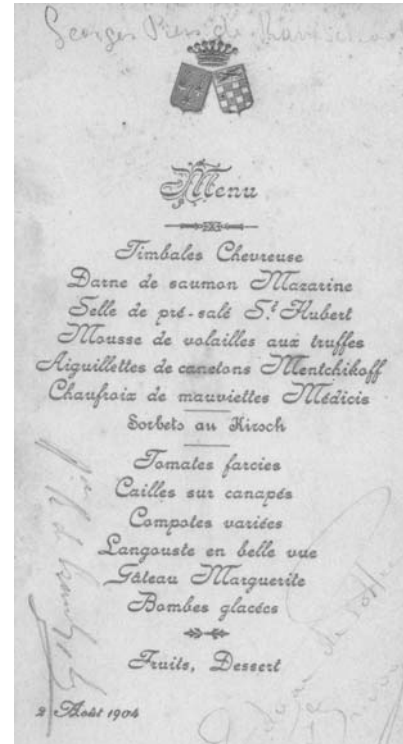 Georges
de
Menu
Timbales Chevreuse
Darne de saumon Mazarine
Selle de pré-salé S.t Hubert
Mousse de volailles aux truffes
Aiguillettes de canetons Mentchikoff
Chaufroix de mauviettes Médicis
Sorbets au Kirsch
Tomates farcies
Cailles sur canapés
Compotes variées
Langouste en belle vue
Gâteau Marguerite
Bombes glacées
Fruits, Dessert
2 Août 1904